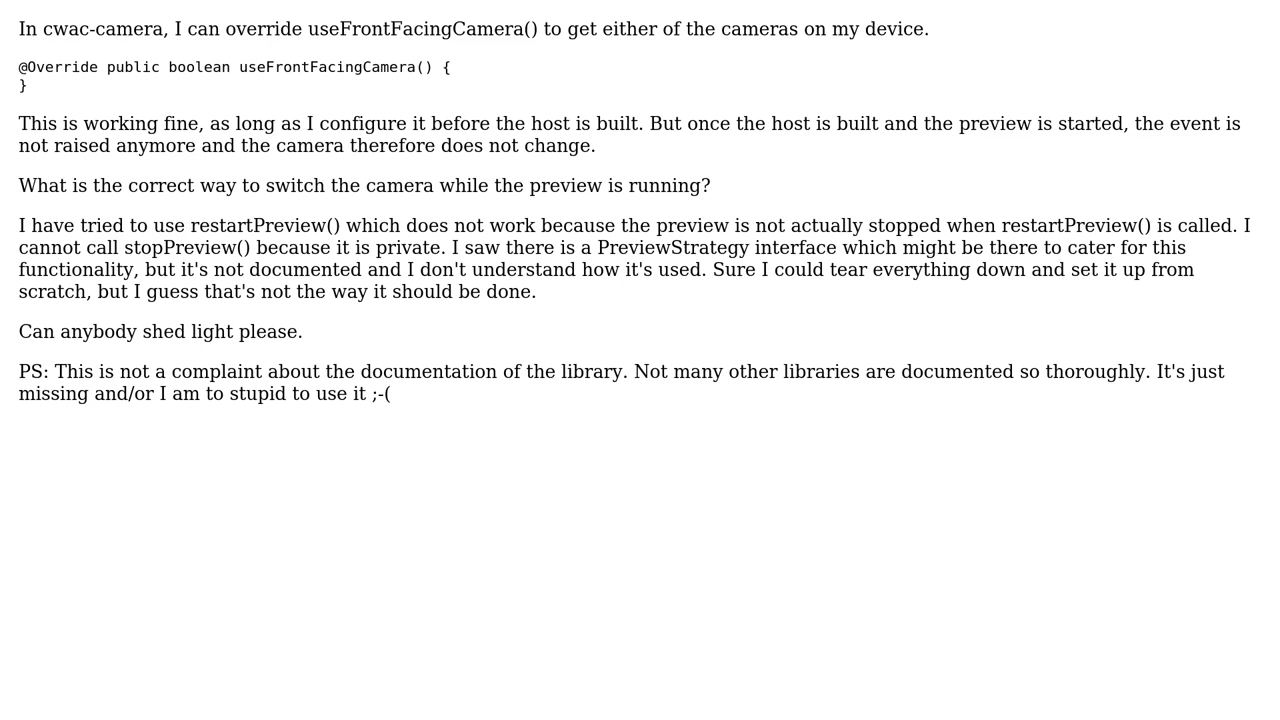 In cwac-camera, I can override useFrontFacingCamera() to get either of the cameras on my device.
@Override public boolean useFrontFacingCamera() {
}
This is working fine, as long as I configure it before the host is built. But once the host is built and the preview is started, the event is
not raised anymore and the camera therefore does not change.
What is the correct way to switch the camera while the preview is running?
I have tried to use restartPreview() which does not work because the preview is not actually stopped when restartPreview() is called. I
cannot call stopPreview() because it is private. I saw there is a PreviewStrategy interface which might be there to cater for this
functionality, but it's not documented and I don't understand how it's used. Sure I could tear everything down and set it up from
scratch, but I guess that's not the way it should be done.
Can anybody shed light please.
PS: This is not a complaint about the documentation of the library. Not many other libraries are documented so thoroughly. It's just
missing and/or I am to stupid to use it ;-(